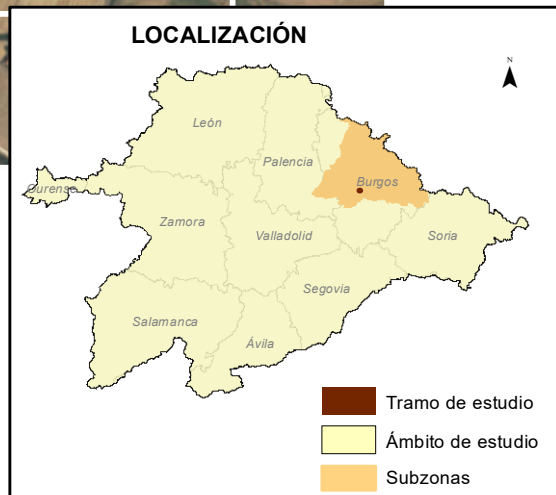 LOCALIZACIÓN
N
León
Palencia
Burgos
Ourense
Zamora
Valladolid
Soria
Segovia
Salamanca
Ávila
Tramo de estudio
Ámbito de estudio
Subzonas